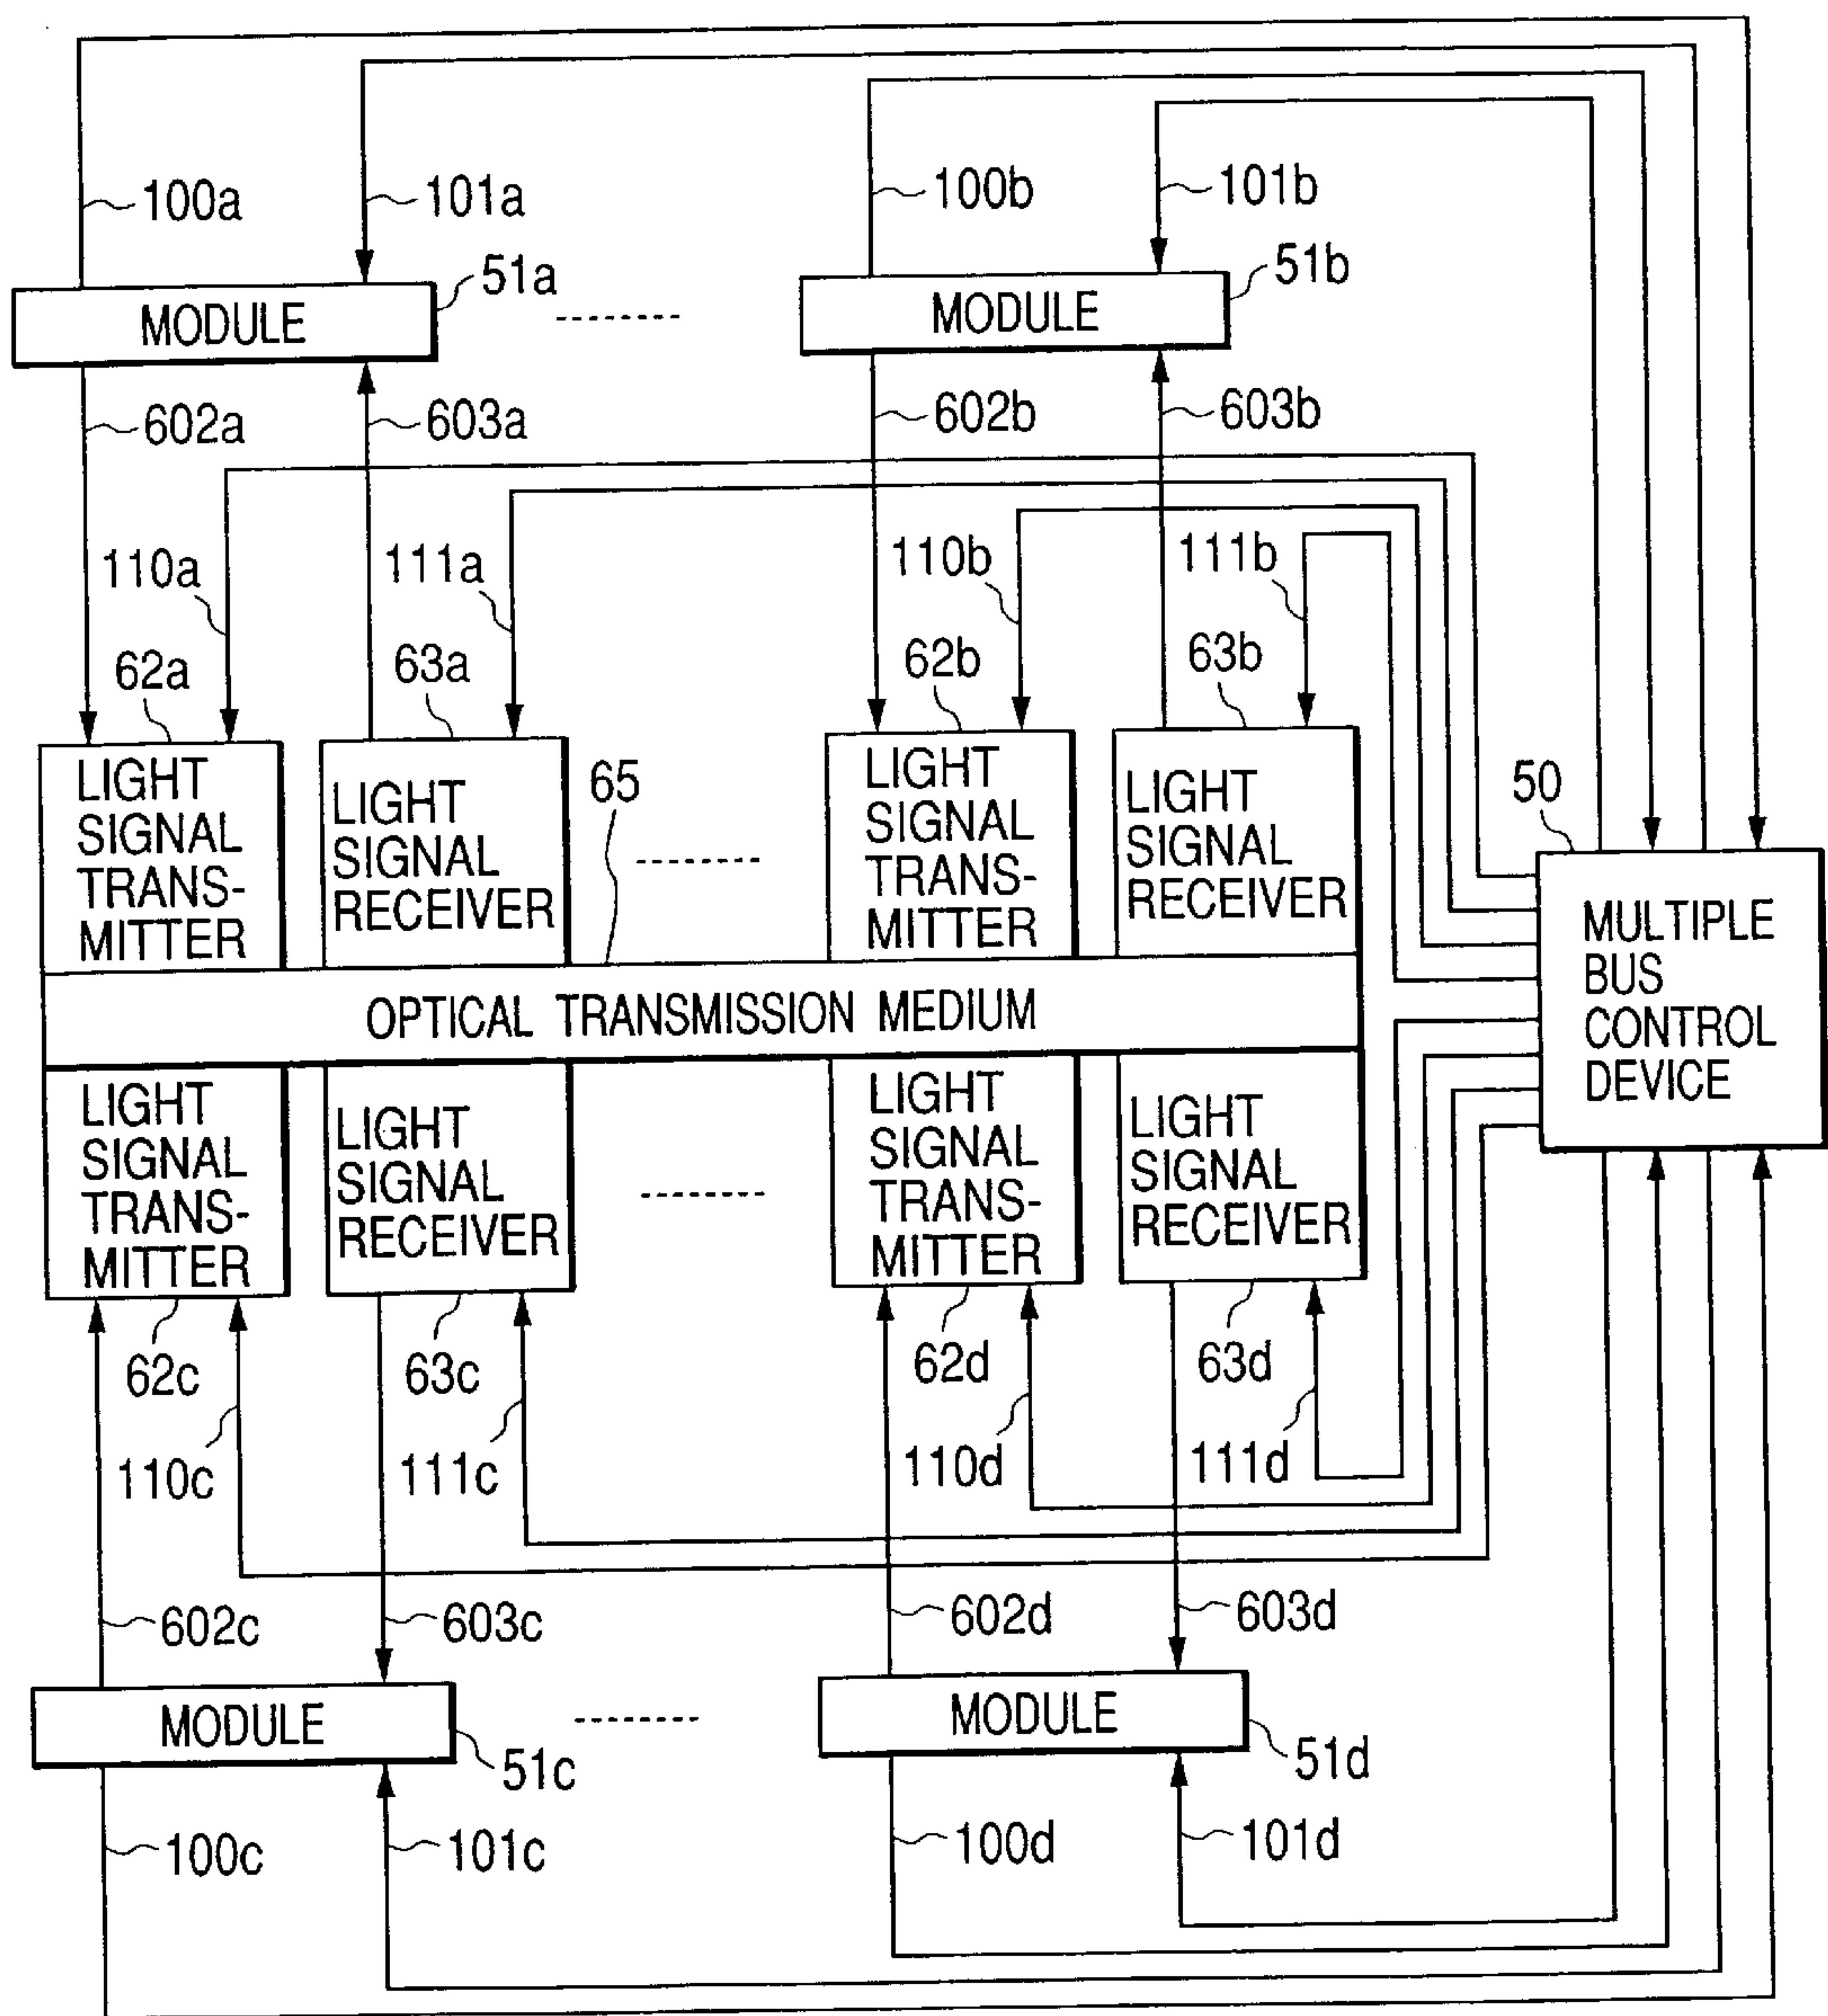 100a
101a
100b
101b
51a
51b
MODULE
MODULE
602a
603a
602b
603b
110a
111a
110b
111b
62a
63a
62b
63b
LIGHT
SIGNAL
TRANS-
MITTER
LIGHT
SIGNAL
RECEIVER
65
LIGHT
SIGNAL
TRANS-
MITTER
LIGHT
SIGNAL
RECEIVER
50
MULTIPLE
BUS
CONTROL
DEVICE
OPTICAL TRANSMISSION MEDIUM
LIGHT
SIGNAL
TRANS-
MITTER
LIGHT
SIGNAL
RECEIVER
LIGHT
SIGNAL
TRANS-
MITTER
LIGHT
SIGNAL
RECEIVER
62c
63c
62d
63d
110c
111c
110d
111d
602c
603c
602d
603d
MODULE
MODULE
51c
51d
100c
101c
100d
101d